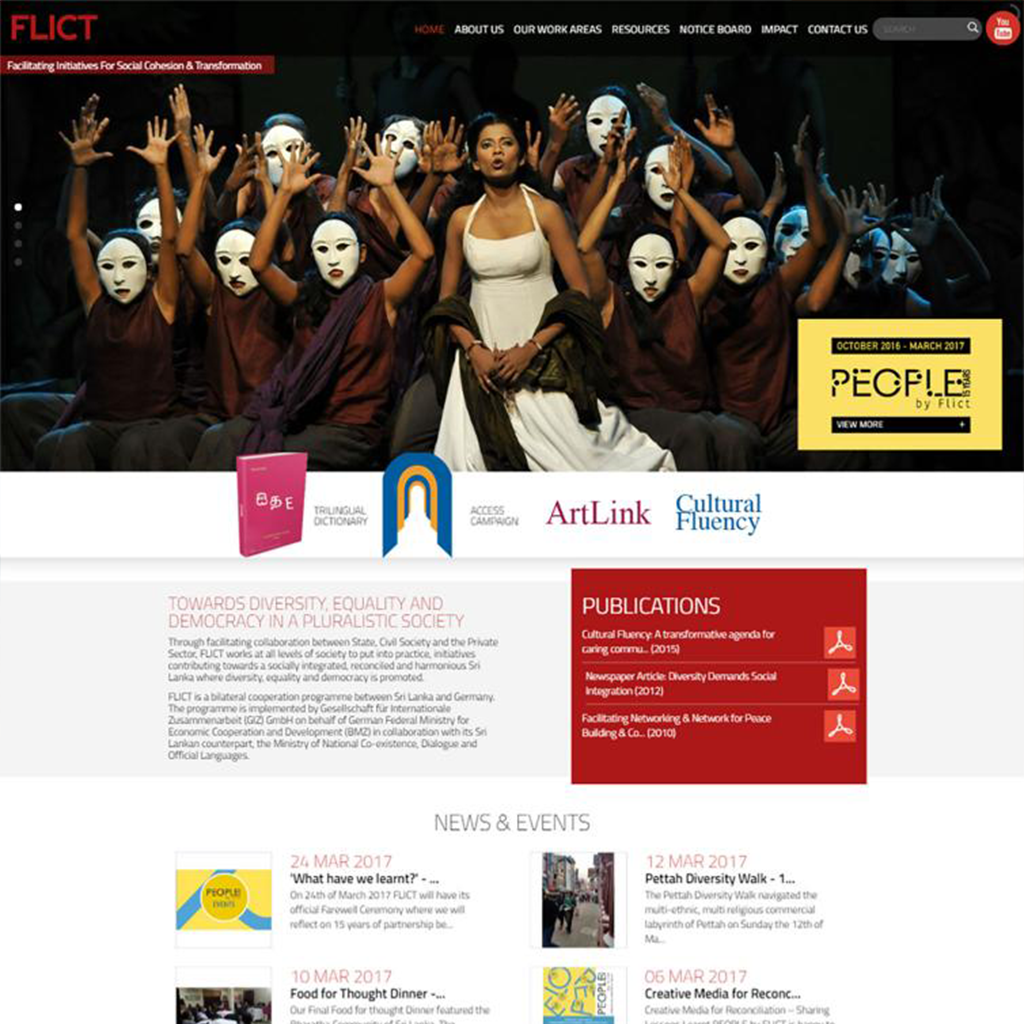 FLICT
HOME ABOUT US OUR WORK AREAS RESOURCES NOTICE BOARD IMPACT CONTACT US SEARCH
You
Tube
Facilitating Initiatives For Social Cohesion & Transformation
OCTOBER 2016 - MARCH 2017
PEOPLE 15 YEARS
by Flict
VIEW MORE +
TRILINGUAL
DICTIONARY
ACCESS
CAMPAIGN
ArtLink
Cultural
Fluency
TOWARDS DIVERSITY, EQUALITY AND
DEMOCRACY IN A PLURALISTIC SOCIETY
Through facilitating collaboration between State, Civil Society and the Private
Sector, FLICT works at all levels of society to put into practice, initiatives
contributing towards a socially integrated, reconciled and harmonious Sri
Lanka where diversity, equality and democracy is promoted.
FLICT is a bilateral cooperation programme between Sri Lanka and Germany.
The programme is implemented by Gesellschaft für Internationale
Zusammenarbeit (GIZ) GmbH on behalf of German Federal Ministry for
Economic Cooperation and Development (BMZ) in collaboration with its Sri
Lankan counterpart, the Ministry of National Co-existence, Dialogue and
Official Languages.
PUBLICATIONS
Cultural Fluency: A transformative agenda for
caring commu... (2015)
Newspaper Article: Diversity Demands Social
Integration (2012)
Facilitating Networking & Network for Peace
Building & Co... (2010)
NEWS & EVENTS
PEOPLE
EVENTS
24 MAR 2017
'What have we learnt?' - ...
On 24th of March 2017 FLICT will have its
official Farewell Ceremony where we will
reflect on 15 years of partnership be...
12 MAR 2017
Pettah Diversity Walk - 1...
The Pettah Diversity Walk navigated the
multi-ethnic, multi religious commercial
labyrinth of Pettah on Sunday the 12th of
Ma...
10 MAR 2017
Food for Thought Dinner -...
Our Final Food for thought Dinner featured the
PEOPLE
06 MAR 2017
Creative Media for Reconc...
Creative Media for Reconciliation – Sharing